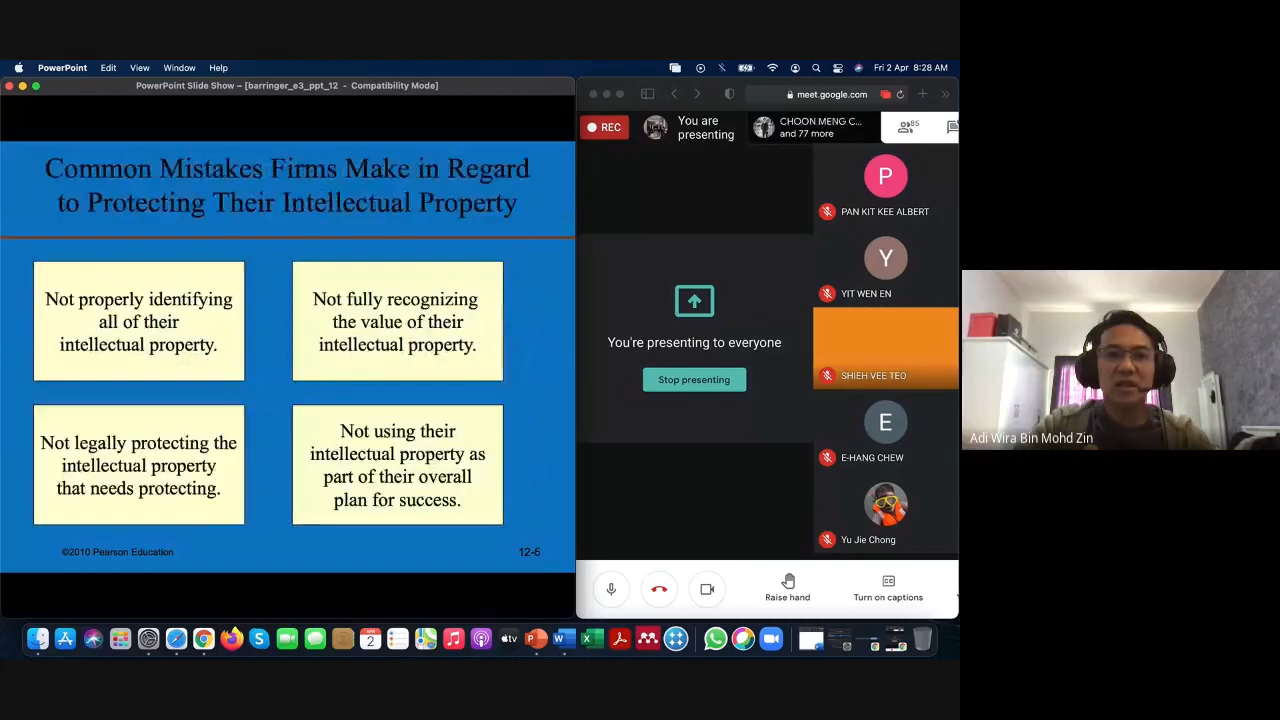 PowerPoint Edit View Window Help
Fri 2 Apr 8:28 AM
PowerPoint Slide Show – [barringer_e3_ppt_12 - Compatibility Mode]
Common Mistakes Firms Make in Regard
to Protecting Their Intellectual Property
Not properly identifying
all of their
intellectual property.
Not fully recognizing
the value of their
intellectual property.
Not legally protecting the
intellectual property
that needs protecting.
Not using their
intellectual property as
part of their overall
plan for success.
©2010 Pearson Education
12-6
meet.google.com
REC
You are
presenting
CHOON MENG C...
and 77 more
85
P
PAN KIT KEE ALBERT
Y
YIT WEN EN
You're presenting to everyone
Stop presenting
SHIEH VEE TEO
E
E-HANG CHEW
Yu Jie Chong
Raise hand
Turn on captions
APR
2
tv
Adi Wira Bin Mohd Zin